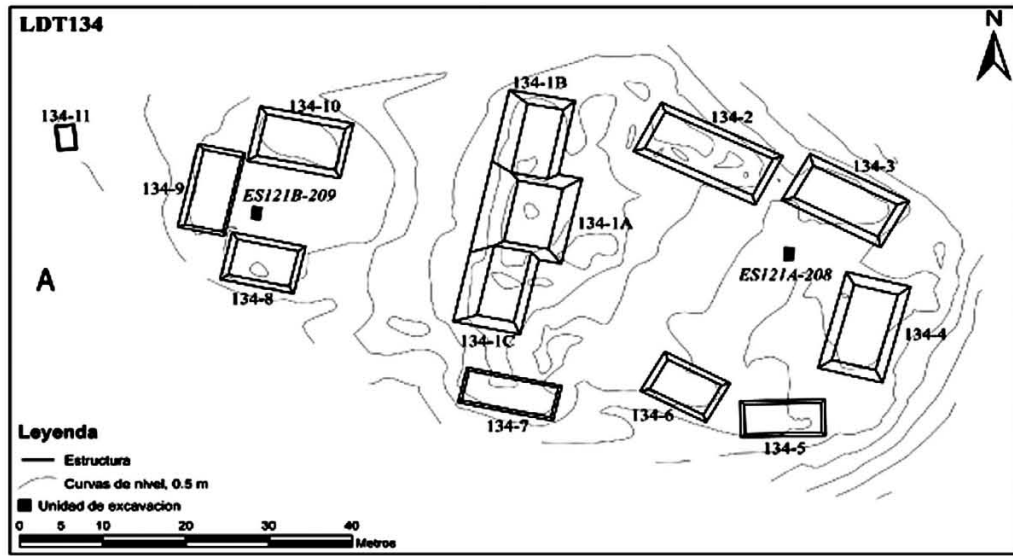 LDT134
N
134-1B
134-2
134-10
134-11
134-3
134-9
ES121B-209
134-1A
ES121A-208
A
134-8
134-4
134-1C
134-6
134-7
134-5
Leyenda
Estructura
Curvas de nivel, 0.5 m
Unidad de excavacion
0 5 10 20 30 40
Metros